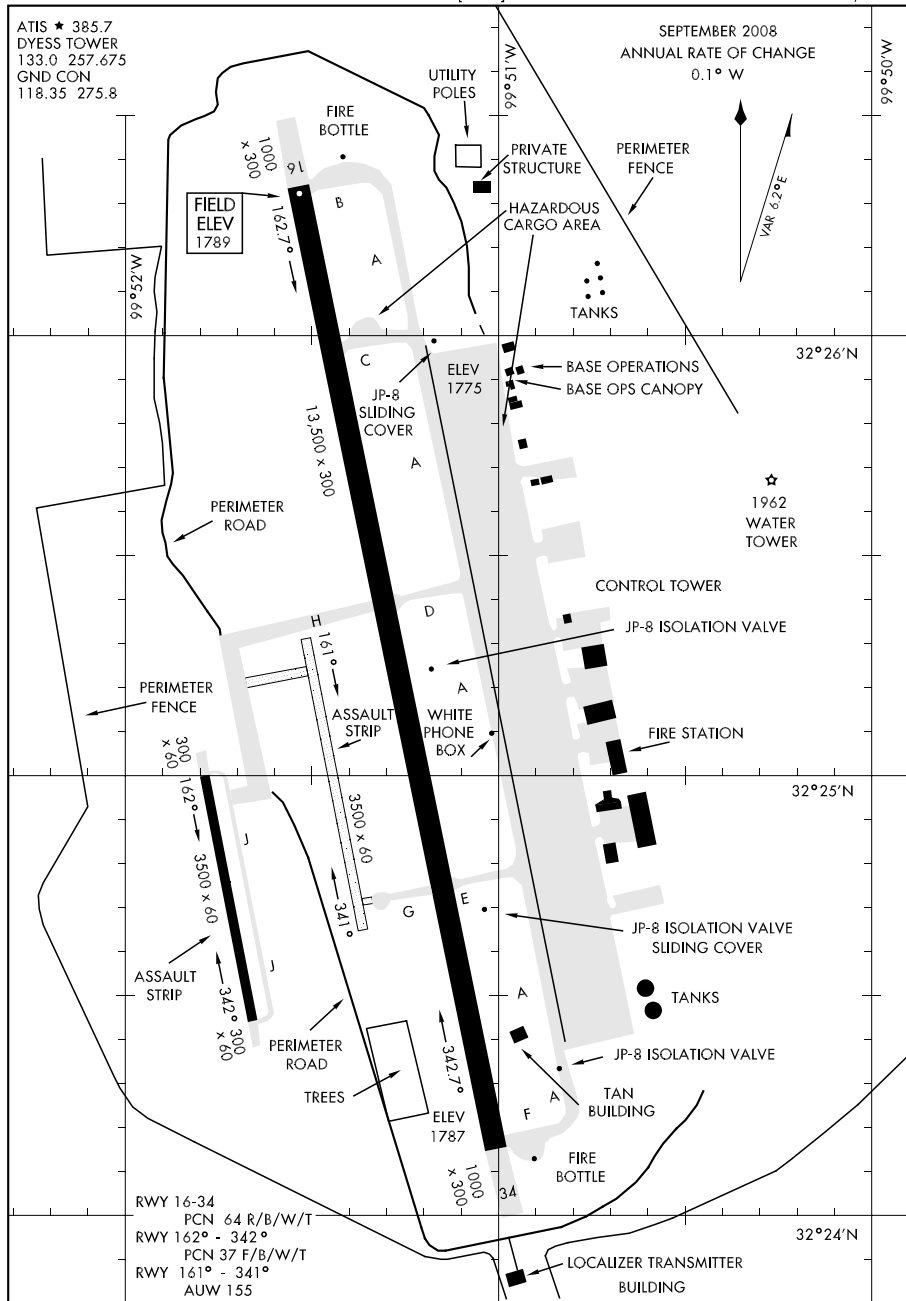 ATIS ★ 385.7
DYESS TOWER
133.0 257.675
GND CON
118.35 275.8
SEPTEMBER 2008
ANNUAL RATE OF CHANGE
0.1° W
99°51'W
99°50'W
UTILITY
POLES
FIRE
BOTTLE
1000
x 300
16
PRIVATE
STRUCTURE
PERIMETER
FENCE
VAR 6.2°E
FIELD
ELEV
1789
162.7°
B
HAZARDOUS
CARGO AREA
A
99°52'W
TANKS
32°26'N
C
ELEV
1775
BASE OPERATIONS
BASE OPS CANOPY
JP-8
SLIDING
COVER
13,500 x 300
A
1962
WATER
TOWER
PERIMETER
ROAD
CONTROL TOWER
D
H
JP-8 ISOLATION VALVE
161°
A
PERIMETER
FENCE
ASSAULT
STRIP
WHITE
PHONE
BOX
FIRE STATION
300
x 60
162°
32°25'N
3500 x 60
J
3500 x 60
341°
G
E
JP-8 ISOLATION VALVE
SLIDING COVER
ASSAULT
STRIP
J
342°
300
x 60
A
TANKS
PERIMETER
ROAD
342.7°
JP-8 ISOLATION VALVE
TREES
A
TAN
BUILDING
ELEV
1787
F
FIRE
BOTTLE
1000
x 300
34
RWY 16-34
PCN 64 R/B/W/T
RWY 162° - 342°
PCN 37 F/B/W/T
RWY 161° - 341°
AUW 155
32°24'N
LOCALIZER TRANSMITTER
BUILDING